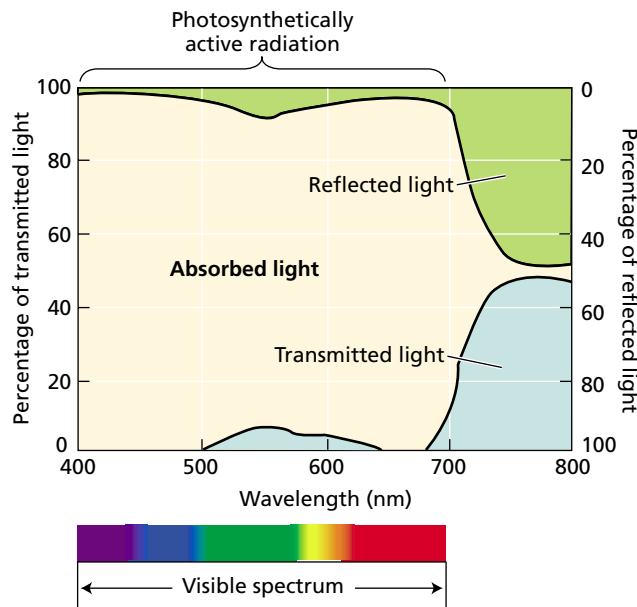 Photosynthetically
active radiation
Percentage of transmitted light
100
80
60
40
20
0
Reflected light
Absorbed light
Transmitted light
0
20
40
60
80
100
Percentage of reflected light
400
500
600
700
800
Wavelength (nm)
Visible spectrum